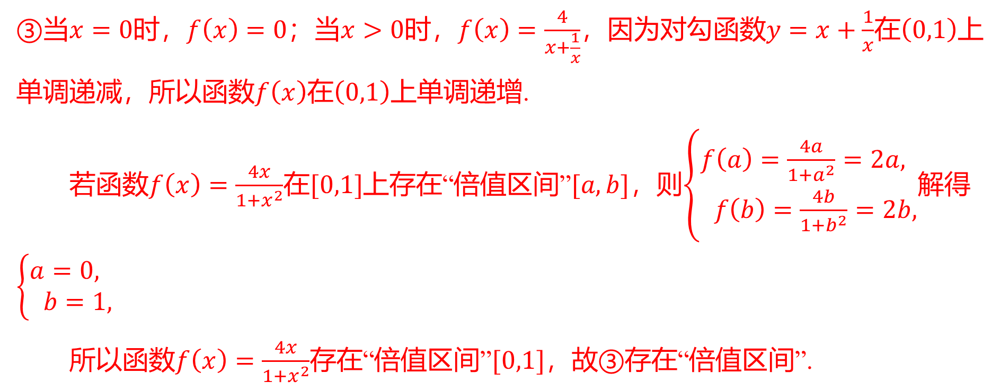 ③当$x = 0$时，$f(x) = 0$；当$x > 0$时，$f(x) = \frac{4}{x+\frac{1}{x}}$，因为对勾函数$y = x + \frac{1}{x}$在$(0,1)$上
单调递减，所以函数$f(x)$在$(0,1)$上单调递增.
若函数$f(x) = \frac{4x}{1+x^2}$在$[0,1]$上存在“倍值区间”$[a,b]$，则$\begin{cases} f(a) = \frac{4a}{1+a^2} = 2a, \\ f(b) = \frac{4b}{1+b^2} = 2b, \end{cases}$解得
$\begin{cases} a = 0, \\ b = 1, \end{cases}$
所以函数$f(x) = \frac{4x}{1+x^2}$存在“倍值区间”$[0,1]$，故③存在“倍值区间”.